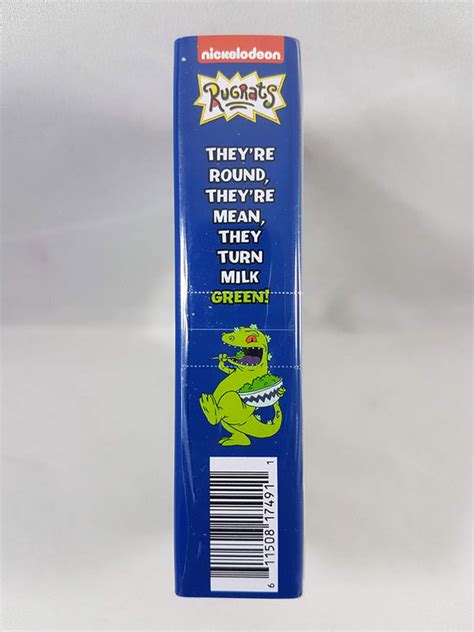 nickelodeon
RUGRATS
THEY'RE
ROUND,
THEY'RE
MEAN,
THEY
TURN
MILK
GREEN!
6 11508 17491 1